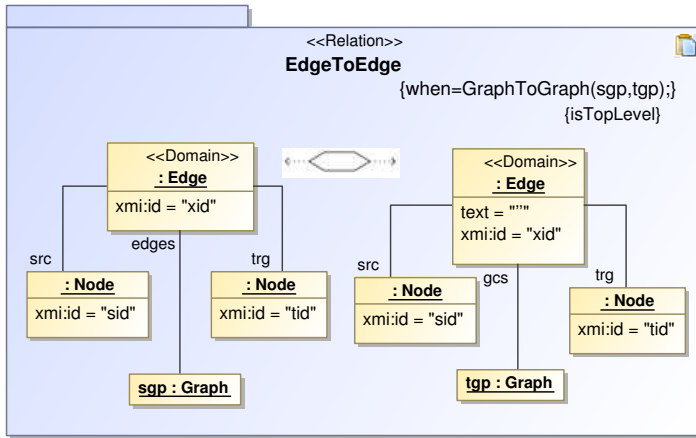 <<Relation>>
EdgeToEdge
{when=GraphToGraph(sgp,tgp);}
{isTopLevel}
<<Domain>>
: Edge
xmi:id = "xid"
src
edges
trg
: Node
xmi:id = "sid"
: Node
xmi:id = "tid"
sgp : Graph
<<Domain>>
: Edge
text = "''"
xmi:id = "xid"
src
gcs
trg
: Node
xmi:id = "sid"
: Node
xmi:id = "tid"
tgp : Graph